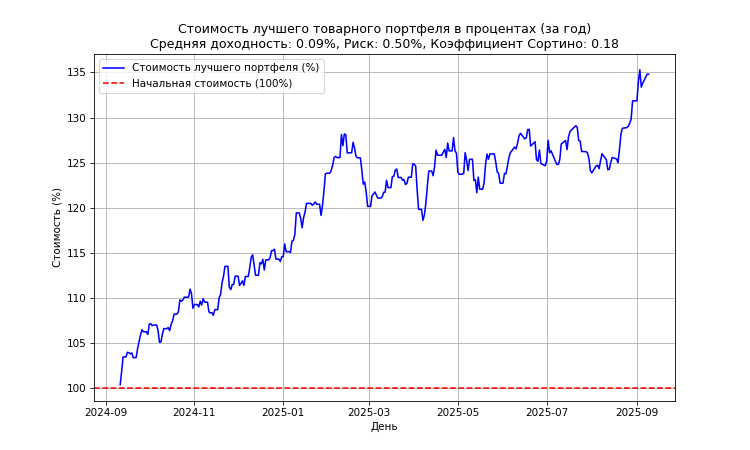 Стоимость лучшего товарного портфеля в процентах (за год)
Средняя доходность: 0.09%, Риск: 0.50%, Коэффициент Сортино: 0.18
Стоимость лучшего портфеля (%)
Начальная стоимость (100%)
Стоимость (%)
135
130
125
120
115
110
105
100
2024-09
2024-11
2025-01
2025-03
2025-05
2025-07
2025-09
День